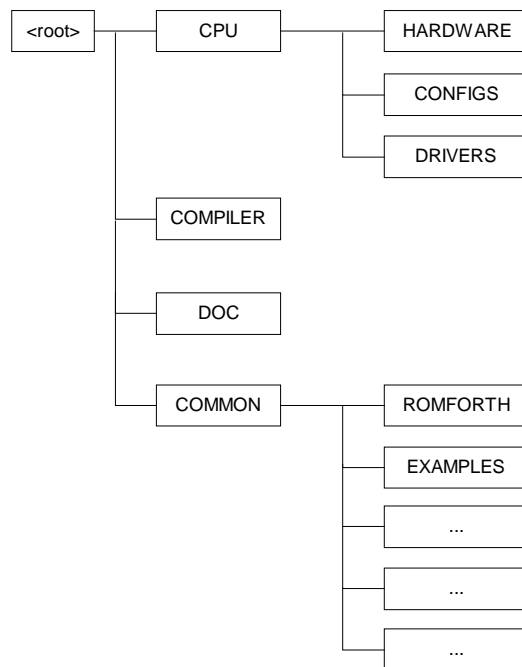 <root>
CPU
HARDWARE
CONFIGS
DRIVERS
COMPILER
DOC
COMMON
ROMFORTH
EXAMPLES
...
...
...